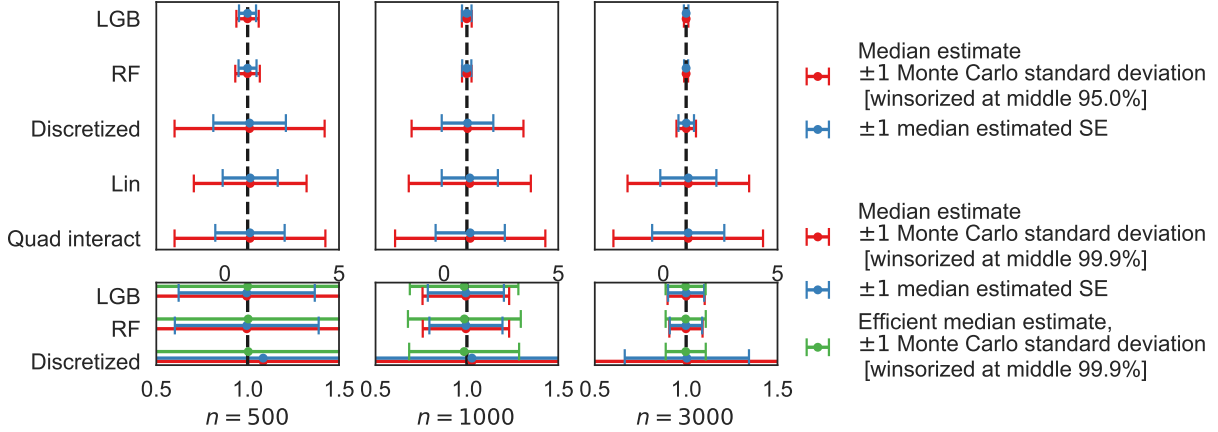 LGB
RF
Discretized
Lin
Quad interact
0 5 0 5 0 5
LGB
RF
Discretized
0.5 1.0 1.5 0.5 1.0 1.5 0.5 1.0 1.5
n = 500 n = 1000 n = 3000
Median estimate
±1 Monte Carlo standard deviation
[winsorized at middle 95.0%]
±1 median estimated SE
Median estimate
±1 Monte Carlo standard deviation
[winsorized at middle 99.9%]
±1 median estimated SE
Efficient median estimate,
±1 Monte Carlo standard deviation
[winsorized at middle 99.9%]